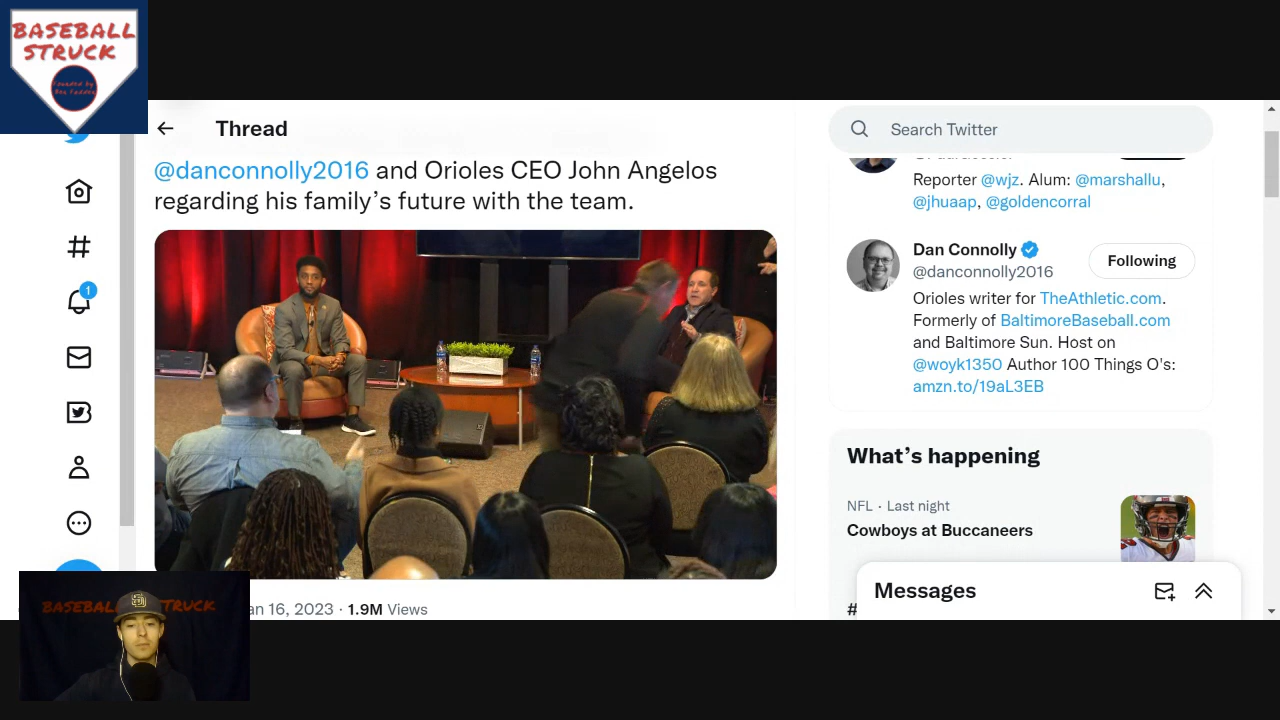 BASEBALL
STRUCK
Thread
@danconnolly2016 and Orioles CEO John Angelos
regarding his family’s future with the team.
an 16, 2023 · 1.9M Views
Search Twitter
Reporter @wjz. Alum: @marshallu,
@jhuaap, @goldencorral
Dan Connolly
@danconnolly2016
Following
Orioles writer for TheAthletic.com.
Formerly of BaltimoreBaseball.com
and Baltimore Sun. Host on
@woyk1350 Author 100 Things O's:
amzn.to/19aL3EB
What’s happening
NFL · Last night
Cowboys at Buccaneers
#
Messages
1
BASEBALL STRUCK